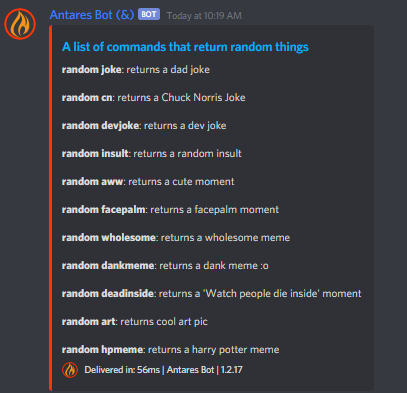 Antares Bot (&) BOT Today at 10:19 AM
A list of commands that return random things
random joke: returns a dad joke
random cn: returns a Chuck Norris Joke
random devjoke: returns a dev joke
random insult: returns a random insult
random aww: returns a cute moment
random facepalm: returns a facepalm moment
random wholesome: returns a wholesome meme
random dankmeme: returns a dank meme :o
random deadinside: returns a 'Watch people die inside' moment
random art: returns cool art pic
random hpmeme: returns a harry potter meme
Delivered in: 56ms | Antares Bot | 1.2.17